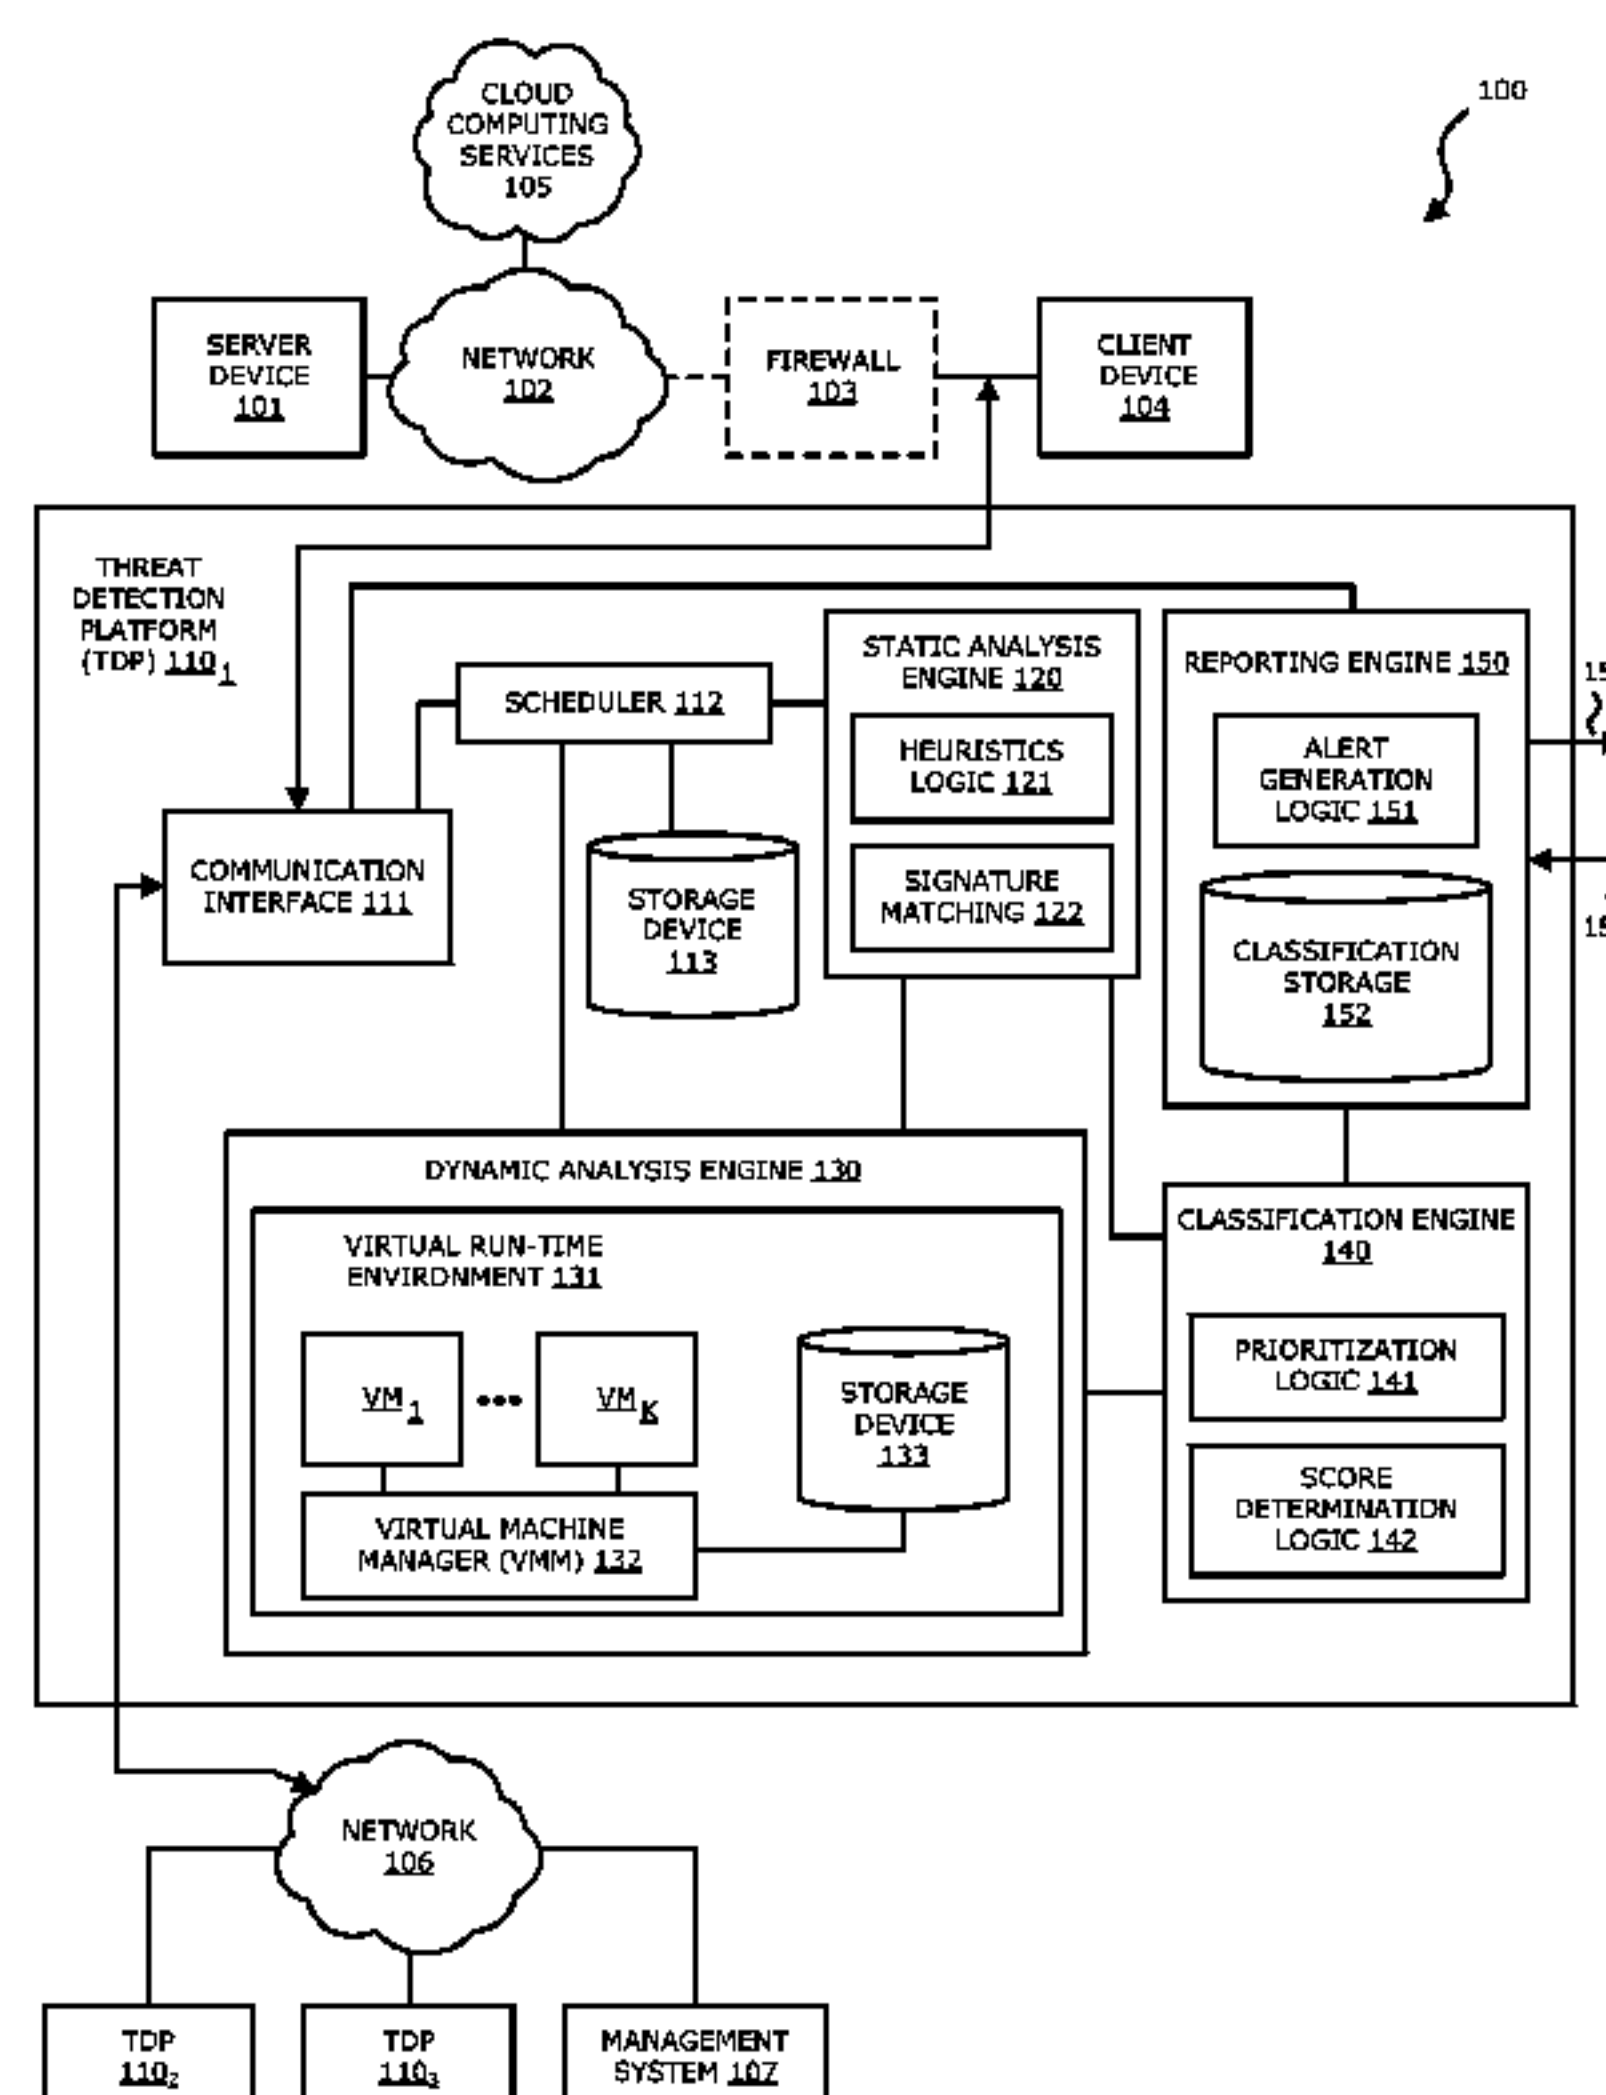 100
CLOUD
COMPUTING
SERVICES
105
SERVER
DEVICE
101
NETWORK
102
FIREWALL
103
CLIENT
DEVICE
104
THREAT
DETECTION
PLATFORM
(TDP) 110 1
SCHEDULER 112
STATIC ANALYSIS
ENGINE 120
HEURISTICS
LOGIC 121
SIGNATURE
MATCHING 122
REPORTING ENGINE 150
ALERT
GENERATION
LOGIC 151
CLASSIFICATION
STORAGE
152
COMMUNICATION
INTERFACE 111
STORAGE
DEVICE
113
DYNAMIC ANALYSIS ENGINE 130
VIRTUAL RUN-TIME
ENVIRONMENT 131
VM 1
•••
VM K
STORAGE
DEVICE
133
VIRTUAL MACHINE
MANAGER (VMM) 132
CLASSIFICATION ENGINE
140
PRIORITIZATION
LOGIC 141
SCORE
DETERMINATION
LOGIC 142
NETWORK
106
TDP
110₂
TDP
110₃
MANAGEMENT
SYSTEM 107